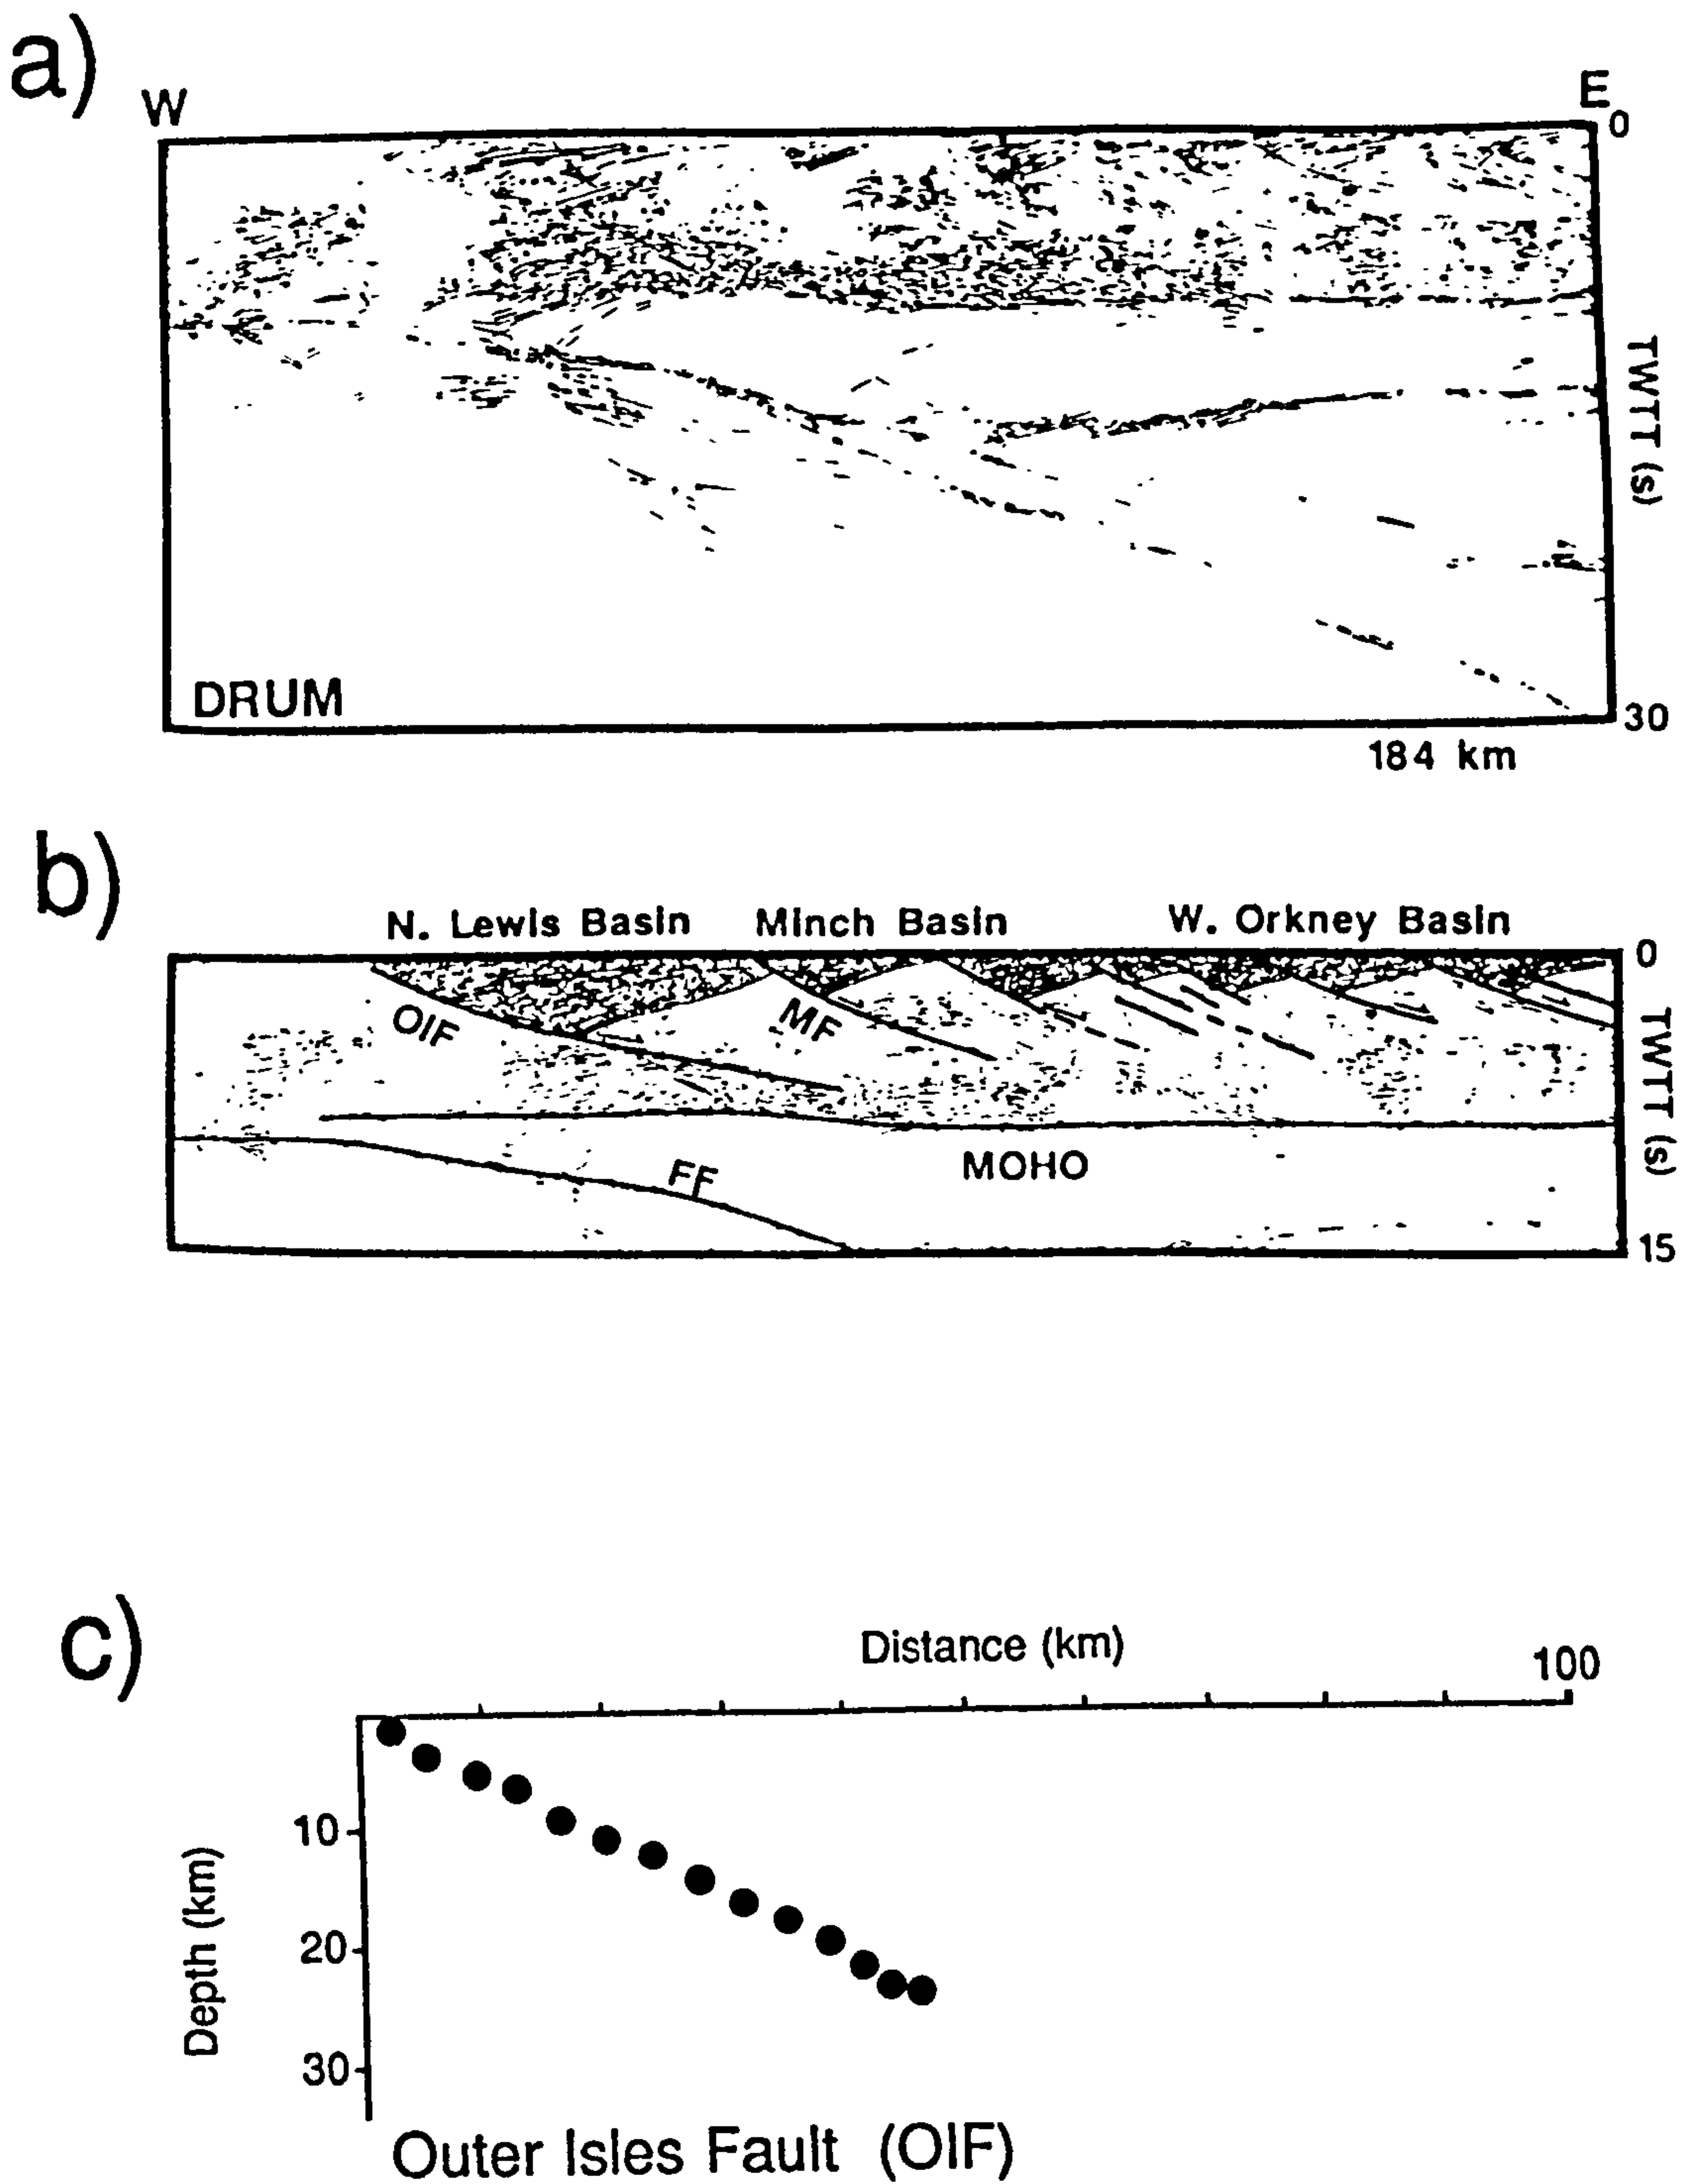 a)
W
E
0
TWTT (s)
DRUM
30
184 km
b)
N. Lewis Basin Minch Basin W. Orkney Basin
0
OIF
MF
TWTT (s)
FF
MOHO
15
c)
Distance (km)
100
10
20
30
Depth (km)
Outer Isles Fault (OIF)